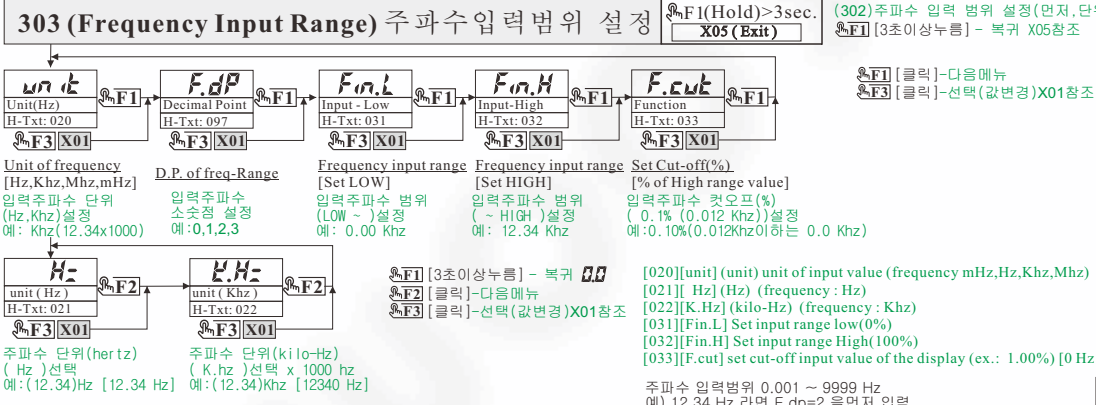 303 (Frequency Input Range) 주파수입력범위 설정
F1(Hold)>3sec.
X05 ( Exit )
(302)주파수 입력 범위 설정(먼저,단위
F1 [3초이상누름] - 복귀 X05참조
F1 [클릭]-다음메뉴
F3 [클릭]-선택(값변경)X01참조
unit
Unit(Hz)
H-Txt: 020
F1
F3 X01
F.dP
Decimal Point
H-Txt: 097
F1
F3 X01
Fin.L
Input - Low
H-Txt: 031
F1
F3 X01
Fin.H
Input-High
H-Txt: 032
F1
F3 X01
F.cut
Function
H-Txt: 033
F1
F3 X01
Unit of frequency
[Hz,Khz,Mhz,mHz]
입력주파수 단위
(Hz,Khz)설정
예: Khz(12.34x1000)
D.P. of freq-Range
입력주파수
소숫점 설정
예:0,1,2,3
Frequency input range
[Set LOW]
입력주파수 범위
(LOW ~ )설정
예: 0.00 Khz
Frequency input range
[Set HIGH]
입력주파수 범위
( ~ HIGH )설정
예: 12.34 Khz
Set Cut-off(%)
[% of High range value]
입력주파수 컷오프(%)
( 0.1% (0.012 Khz))설정
예:0.10%(0.012Khz이하는 0.0 Khz)
Hz
unit ( Hz )
H-Txt: 021
F2
F3 X01
K.Hz
unit ( Khz )
H-Txt: 022
F2
F3 X01
주파수 단위(hertz)
( Hz )선택
예:(12.34)Hz [12.34 Hz]
주파수 단위(kilo-Hz)
( K.hz )선택 x 1000 hz
예:(12.34)Khz [12340 Hz]
F1 [3초이상누름] - 복귀 0.0
F2 [클릭]-다음메뉴
F3 [클릭]-선택(값변경)X01참조
[020][unit] (unit) unit of input value (frequency mHz,Hz,Khz,Mhz)
[021][ Hz] (Hz) (frequency : Hz)
[022][K.Hz] (kilo-Hz) (frequency : Khz)
[031][Fin.L] Set input range low(0%)
[032][Fin.H] Set input range High(100%)
[033][F.cut] set cut-off input value of the display (ex.: 1.00%) [0 Hz
주파수 입력범위 0.001 ~ 9999 Hz
예) 12.34 Hz 라면 F.dp=2 을먼저 입력